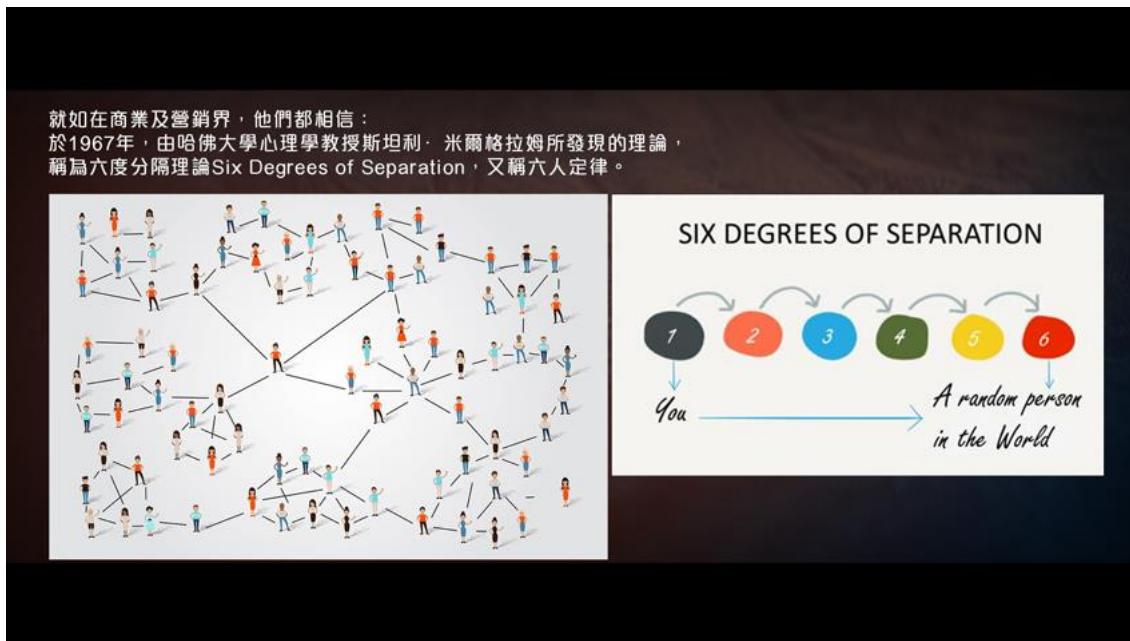 就如在商業及營銷界，他們都相信：
於1967年，由哈佛大學心理學教授斯坦利·米爾格拉姆所發現的理論，
稱為六度分隔理論Six Degrees of Separation，又稱六人定律。
SIX DEGREES OF SEPARATION
1 2 3 4 5 6
You
A random person
in the World